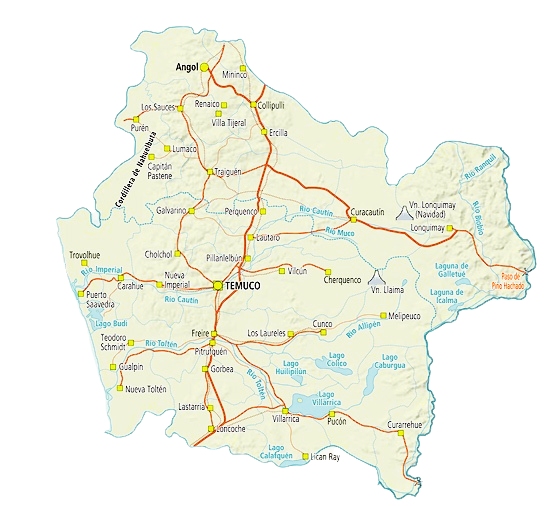 Angol
Mininco
Los Sauces
Renaico
Collipulli
Villa Tijeral
Purén
Ercilla
Cordillera de Nahuelbuta
Lumaco
Capitán
Pastene
Traiguén
Río Ranquil
Galvarino
Perquenco
Río Cautín
Curacautín
Vn. Lonquimay
(Navidad)
Río Biobío
Lonquimay
Río Muco
Lautaro
Trovolhue
Cholchol
Pillanlelbún
Río Imperial
Carahue
Nueva
Imperial
TEMUCO
Vilcún
Cherquenco
Vn. Llaima
Laguna de
Galletué
Paso de
Pino Hachado
Laguna de
Icalma
Puerto
Saavedra
Río Cautín
Lago Budi
Melipeuco
Teodoro
Schmidt
Río Toltén
Freire
Pitrufquén
Los Laureles
Cunco
Río Allipén
Gualpín
Gorbea
Río Toltén
Lago
Huilipilún
Lago
Colico
Lago
Caburgua
Nueva Toltén
Lago
Villarrica
Lastarria
Villarrica
Pucón
Curarrehue
Loncoche
Lago
Calafquén
Lican Ray